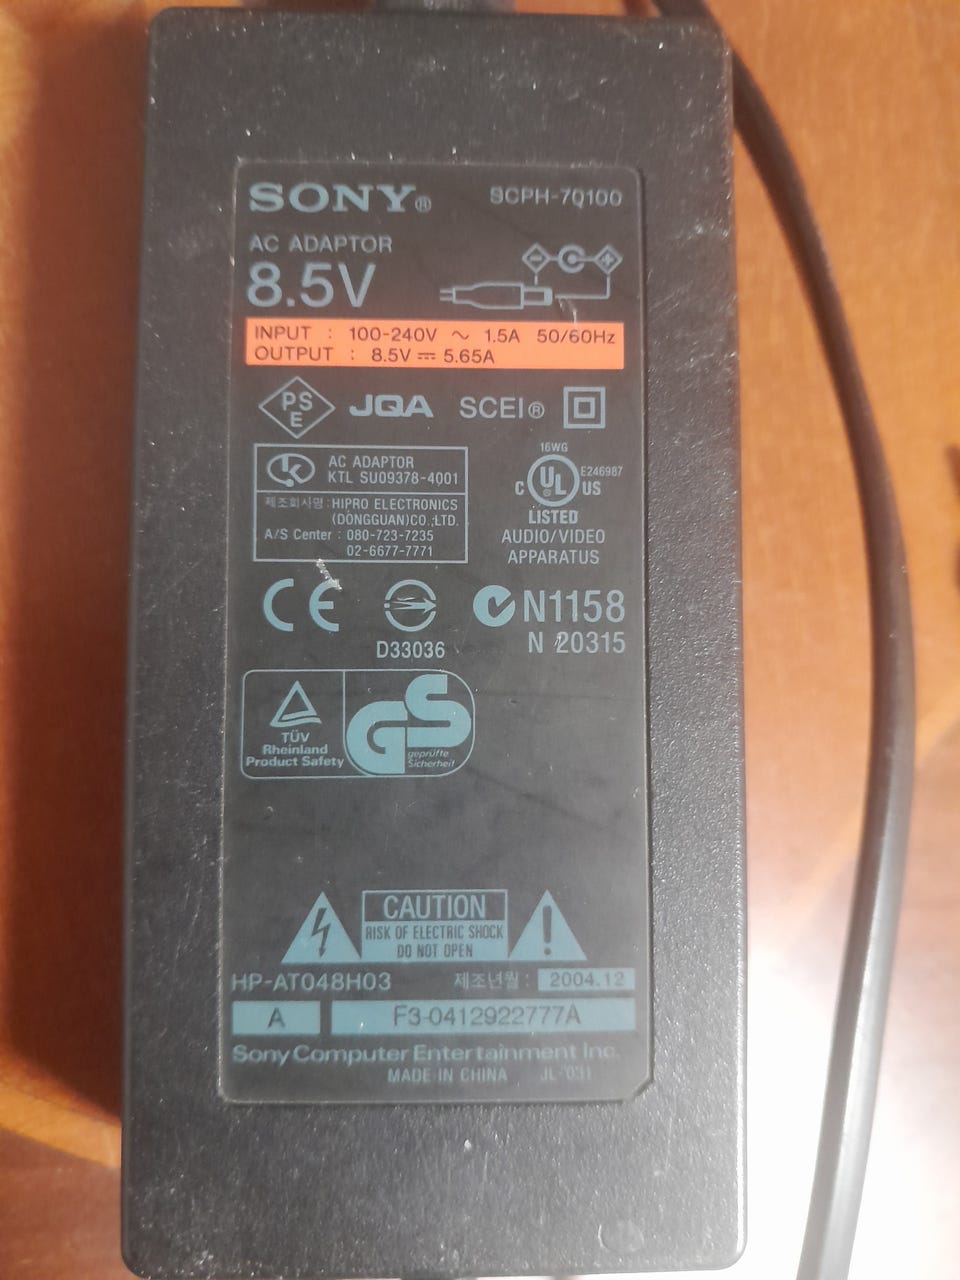 SONY® SCPH-70100
AC ADAPTOR
8.5V
INPUT : 100-240V ~ 1.5A 50/60Hz
OUTPUT : 8.5V ⎓ 5.65A
PS E JQA SCEI®
AC ADAPTOR
KTL SU09378-4001
제조회사명 : HIPRO ELECTRONICS
(DONGGUAN)CO.,LTD.
A/S Center : 080-723-7235
02-6677-7771
16WG
C UL US E246987
®
LISTED
AUDIO/VIDEO
APPARATUS
CE N1158
D33036 N 20315
TÜV
Rheinland
Product Safety
GS
geprüfte
Sicherheit
CAUTION
RISK OF ELECTRIC SHOCK
DO NOT OPEN
HP-AT048H03 제조년월 : 2004.12
A F3-0412922777A
Sony Computer Entertainment Inc.
MADE IN CHINA